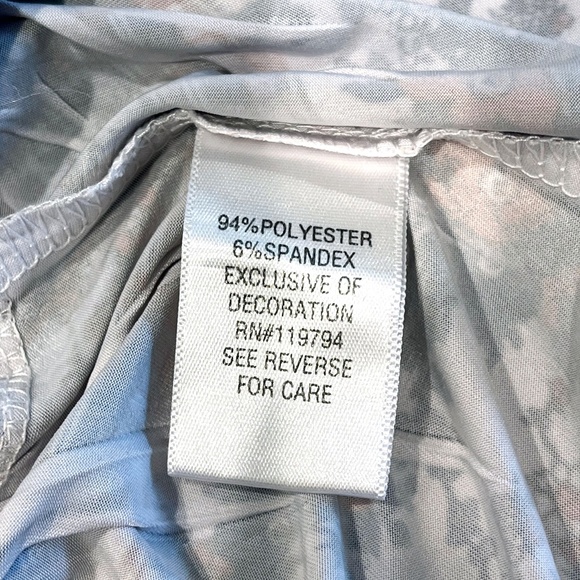 94%POLYESTER
6%SPANDEX
EXCLUSIVE OF
DECORATION
RN#119794
SEE REVERSE
FOR CARE